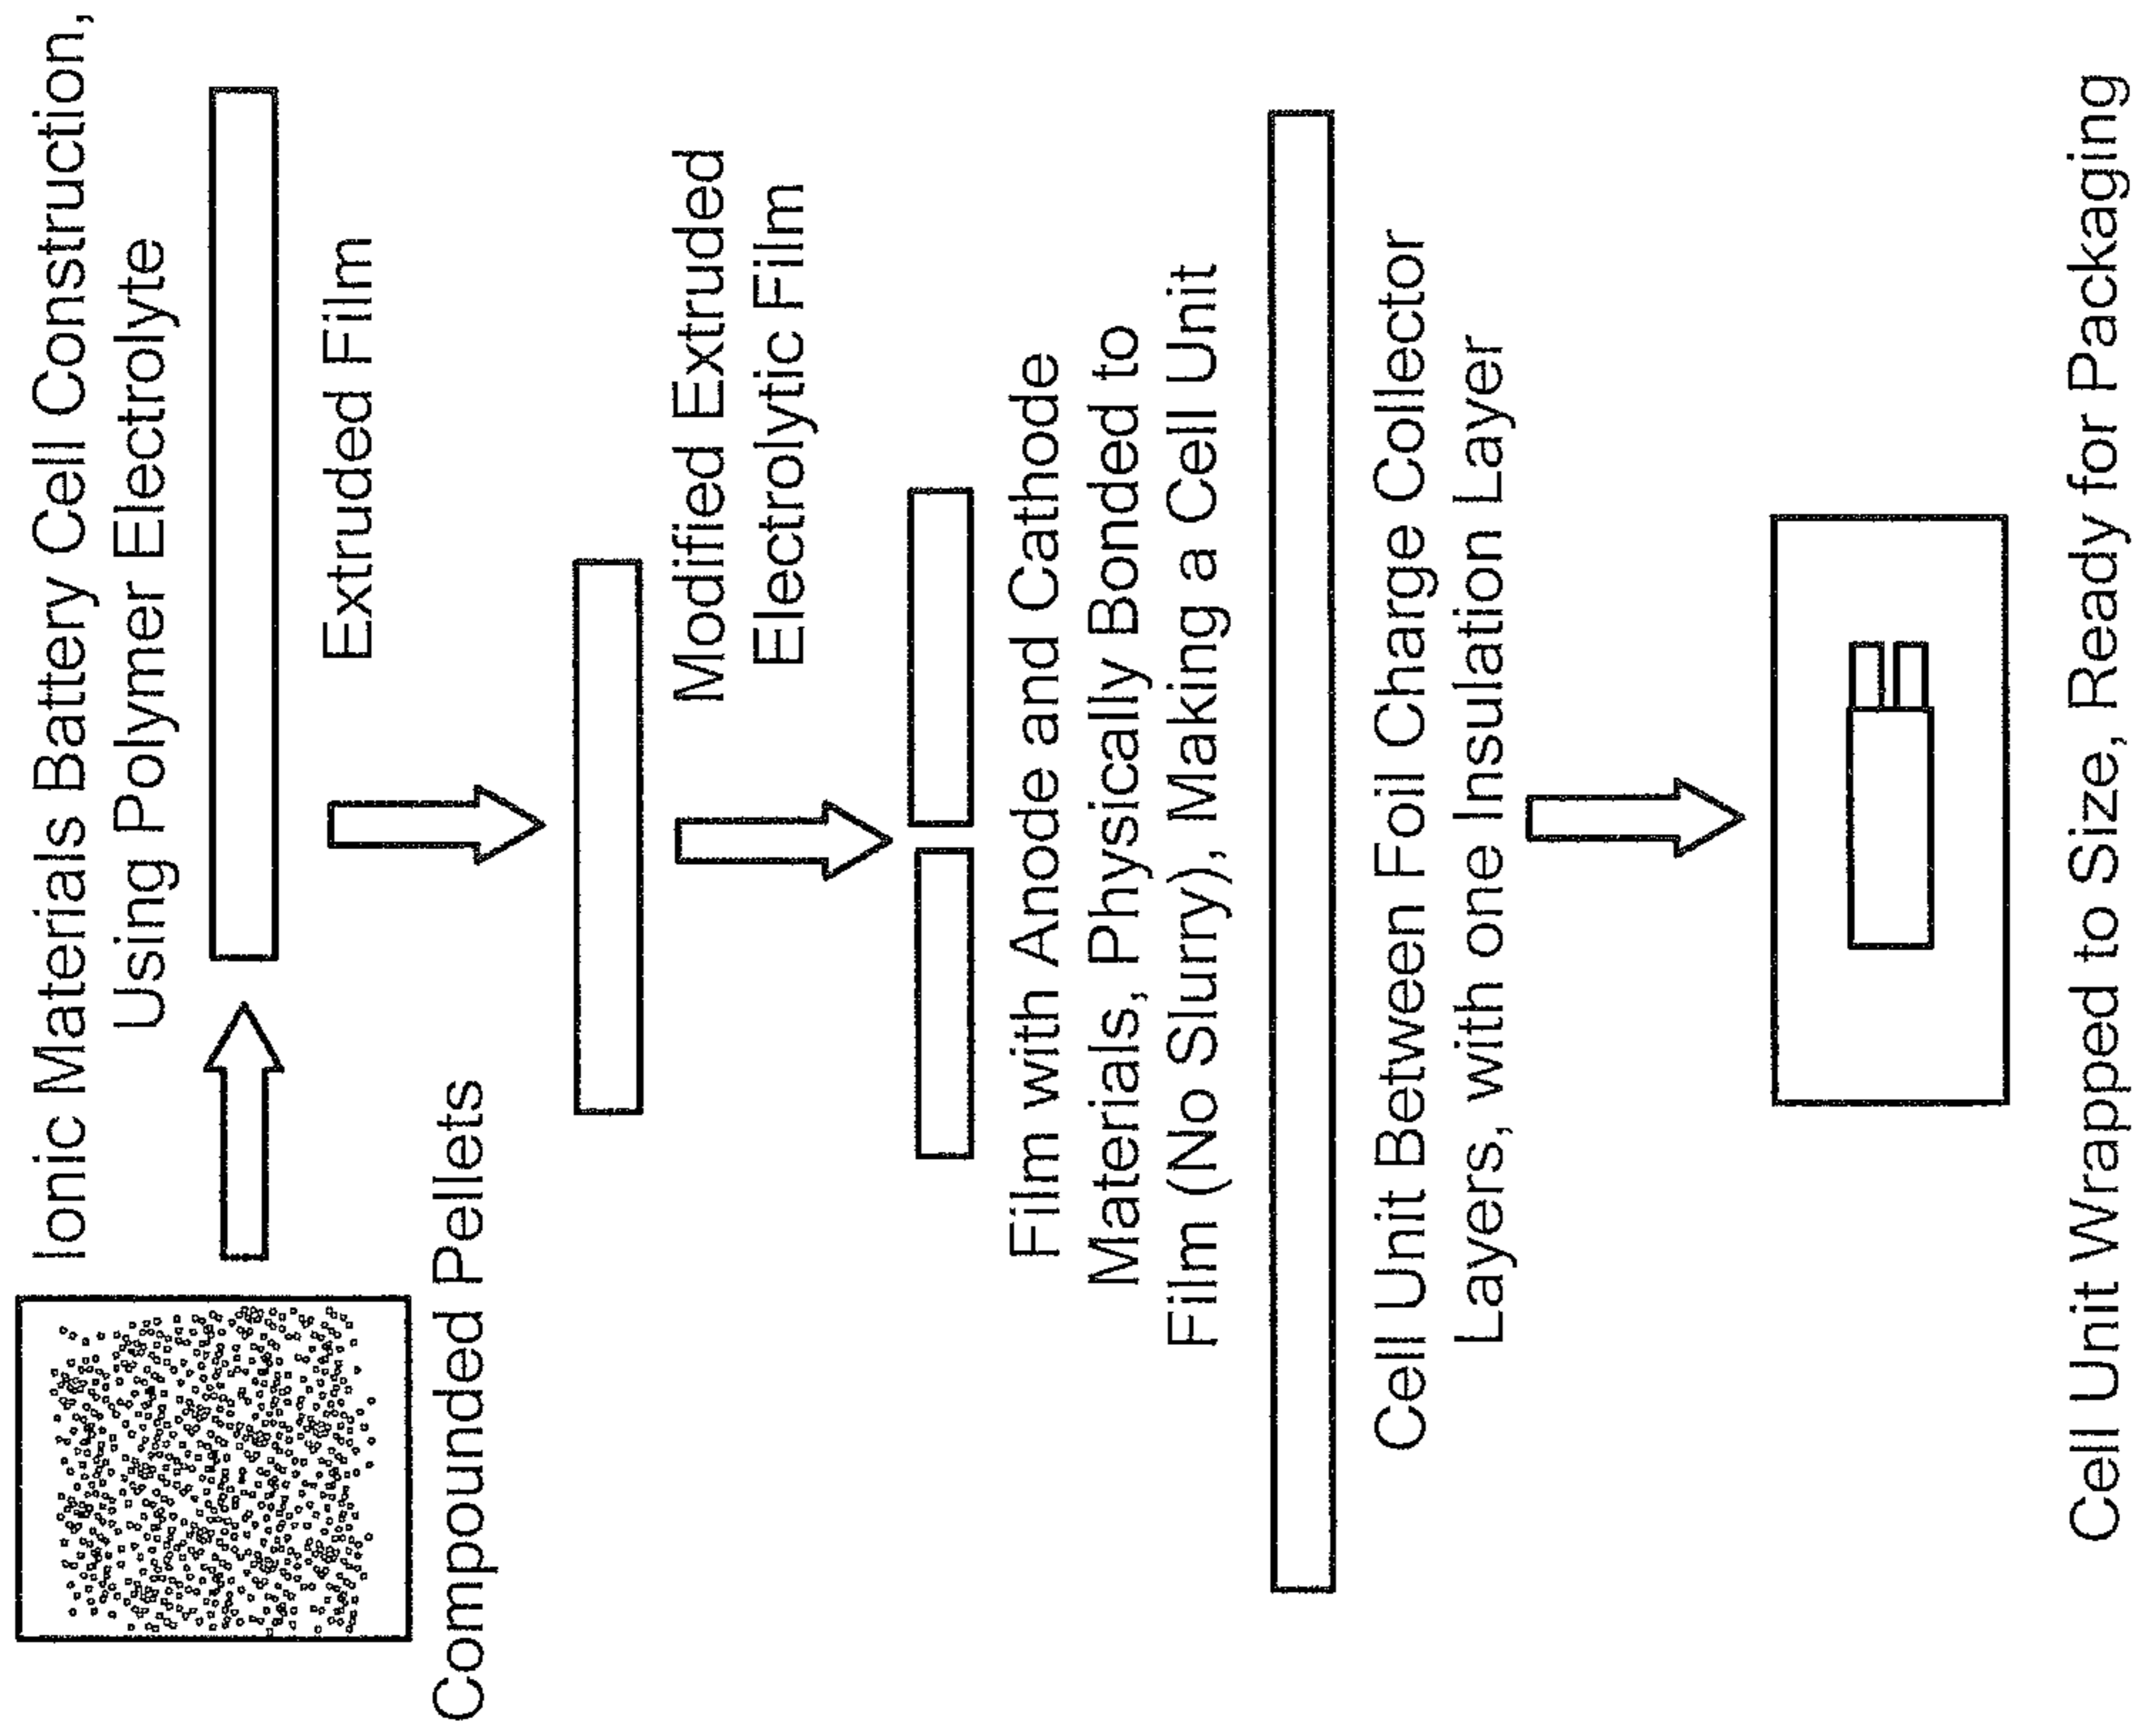 Ionic Materials Battery Cell Construction,
Using Polymer Electrolyte
Compounded Pellets
Extruded Film
Modified Extruded
Electrolytic Film
Film with Anode and Cathode
Materials, Physically Bonded to
Film (No Slurry), Making a Cell Unit
Cell Unit Between Foil Charge Collector
Layers, with one Insulation Layer
Cell Unit Wrapped to Size, Ready for Packaging